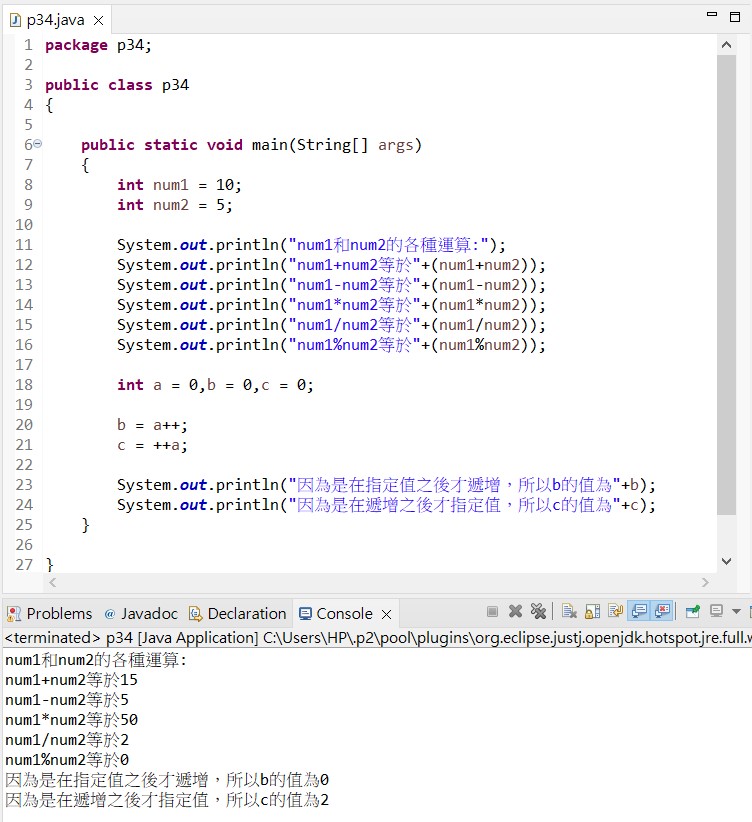 p34.java
1 package p34;
2
3 public class p34
4 {
5
6 public static void main(String[] args)
7 {
8 int num1 = 10;
9 int num2 = 5;
10
11 System.out.println("num1和num2的各種運算:");
12 System.out.println("num1+num2等於"+(num1+num2));
13 System.out.println("num1-num2等於"+(num1-num2));
14 System.out.println("num1*num2等於"+(num1*num2));
15 System.out.println("num1/num2等於"+(num1/num2));
16 System.out.println("num1%num2等於"+(num1%num2));
17
18 int a = 0,b = 0,c = 0;
19
20 b = a++;
21 c = ++a;
22
23 System.out.println("因為是在指定值之後才遞增，所以b的值為"+b);
24 System.out.println("因為是在遞增之後才指定值，所以c的值為"+c);
25 }
26
27 }
Problems @ Javadoc Declaration Console
<terminated> p34 [Java Application] C:\Users\HP\.p2\pool\plugins\org.eclipse.justj.openjdk.hotspot.jre.full.w
num1和num2的各種運算:
num1+num2等於15
num1-num2等於5
num1*num2等於50
num1/num2等於2
num1%num2等於0
因為是在指定值之後才遞增，所以b的值為0
因為是在遞增之後才指定值，所以c的值為2